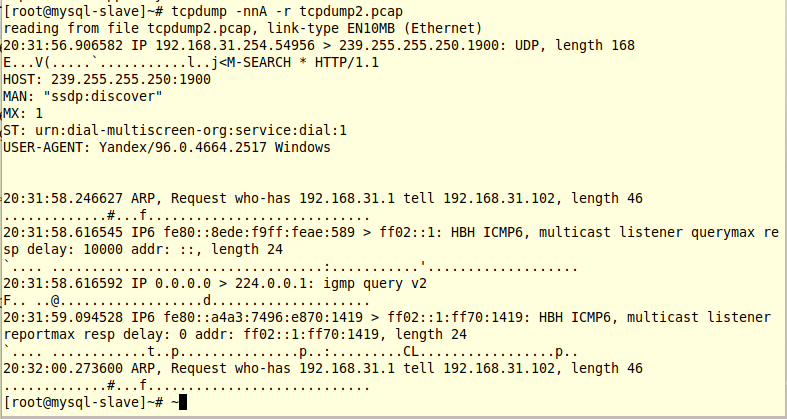 [root@mysql-slave]~# tcpdump -nnA -r tcpdump2.pcap
reading from file tcpdump2.pcap, link-type EN10MB (Ethernet)
20:31:56.906582 IP 192.168.31.254.54956 > 239.255.255.250.1900: UDP, length 168
E...V(.....`...........l..j<M-SEARCH * HTTP/1.1
HOST: 239.255.255.250:1900
MAN: "ssdp:discover"
MX: 1
ST: urn:dial-multiscreen-org:service:dial:1
USER-AGENT: Yandex/96.0.4664.2517 Windows
20:31:58.246627 ARP, Request who-has 192.168.31.1 tell 192.168.31.102, length 46
.............#...f............................
20:31:58.616545 IP6 fe80::8ede:f9ff:feae:589 > ff02::1: HBH ICMP6, multicast listener querymax re
sp delay: 10000 addr: ::, length 24
`.... ..................................:...........'...................
20:31:58.616592 IP 0.0.0.0 > 224.0.0.1: igmp query v2
F.. ..@..................d....................
20:31:59.094528 IP6 fe80::a4a3:7496:e870:1419 > ff02::1:ff70:1419: HBH ICMP6, multicast listener
reportmax resp delay: 0 addr: ff02::1:ff70:1419, length 24
`.... ............t..p...............p..:.........CL.................p..
20:32:00.273600 ARP, Request who-has 192.168.31.1 tell 192.168.31.102, length 46
.............#...f............................
[root@mysql-slave]~# ~